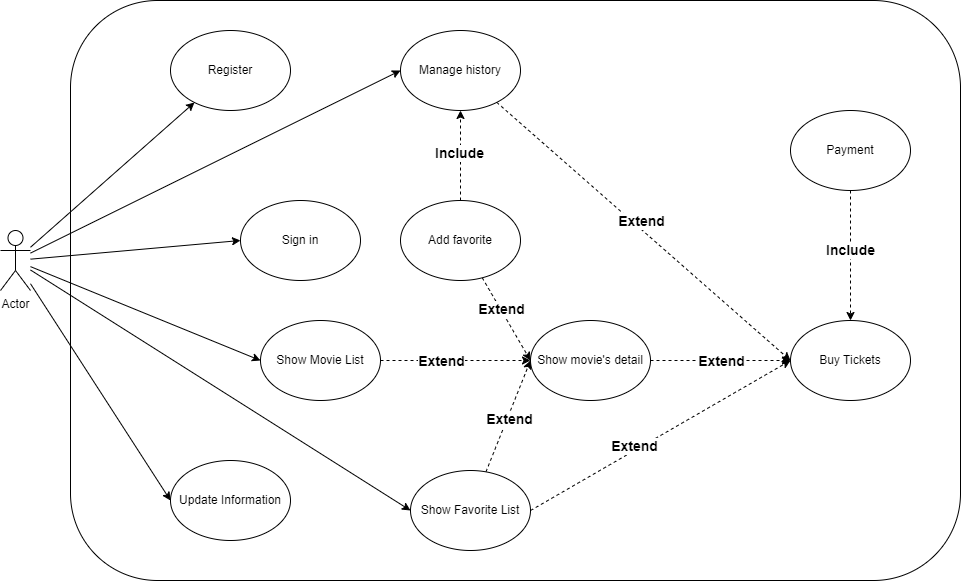 Register
Manage history
Include
Payment
Extend
Sign in
Add favorite
Include
Actor
Extend
Show Movie List
Extend
Show movie's detail
Extend
Buy Tickets
Extend
Extend
Update Information
Show Favorite List